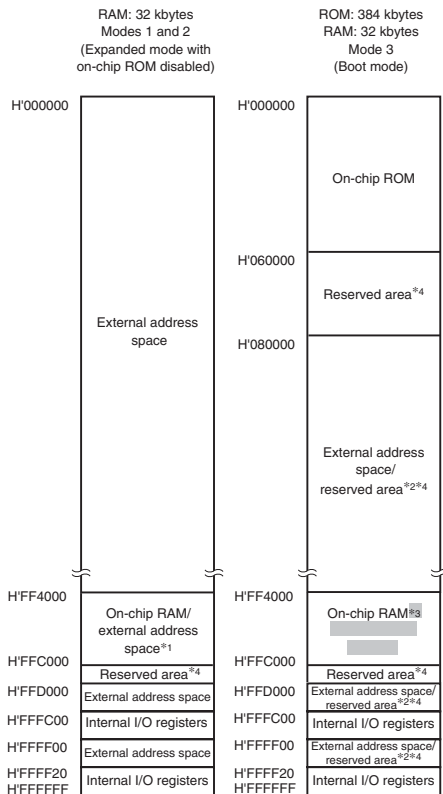 RAM: 32 kbytes
Modes 1 and 2
(Expanded mode with
on-chip ROM disabled)
H'000000
External address
space
H'FF4000
On-chip RAM/
external address
space*1
H'FFC000
Reserved area*4
H'FFD000
External address space
H'FFFC00
Internal I/O registers
H'FFFF00
External address space
H'FFFF20
Internal I/O registers
H'FFFFFF
ROM: 384 kbytes
RAM: 32 kbytes
Mode 3
(Boot mode)
H'000000
On-chip ROM
H'060000
Reserved area*4
H'080000
External address
space/
reserved area*2*4
H'FF4000
On-chip RAM*3
H'FFC000
Reserved area*4
H'FFD000
External address space/
reserved area*2*4
H'FFFC00
Internal I/O registers
H'FFFF00
External address space/
reserved area*2*4
H'FFFF20
Internal I/O registers
H'FFFFFF